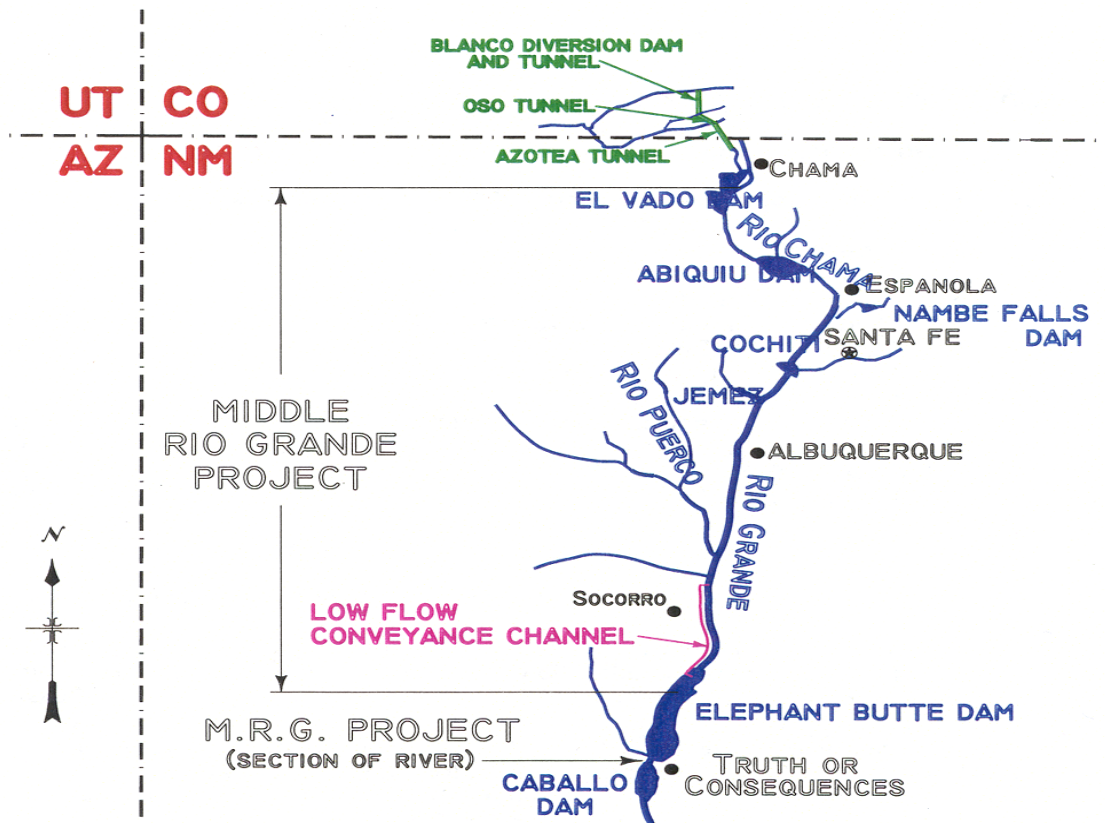 BLANCO DIVERSION DAM
AND TUNNEL
UT CO
OSO TUNNEL
AZ NM
AZOTEA TUNNEL
CHAMA
EL VADO DAM
RIO CHAMA
ABIQUIU DAM
ESPANOLA
NAMBE FALLS
DAM
COCHITI
SANTA FE
RIO PUERCO
JEMEZ
MIDDLE
RIO GRANDE
PROJECT
ALBUQUERQUE
RIO GRANDE
N
SOCORRO
LOW FLOW
CONVEYANCE CHANNEL
ELEPHANT BUTTE DAM
M.R.G. PROJECT
(SECTION OF RIVER)
TRUTH OR
CONSEQUENCES
CABALLO
DAM